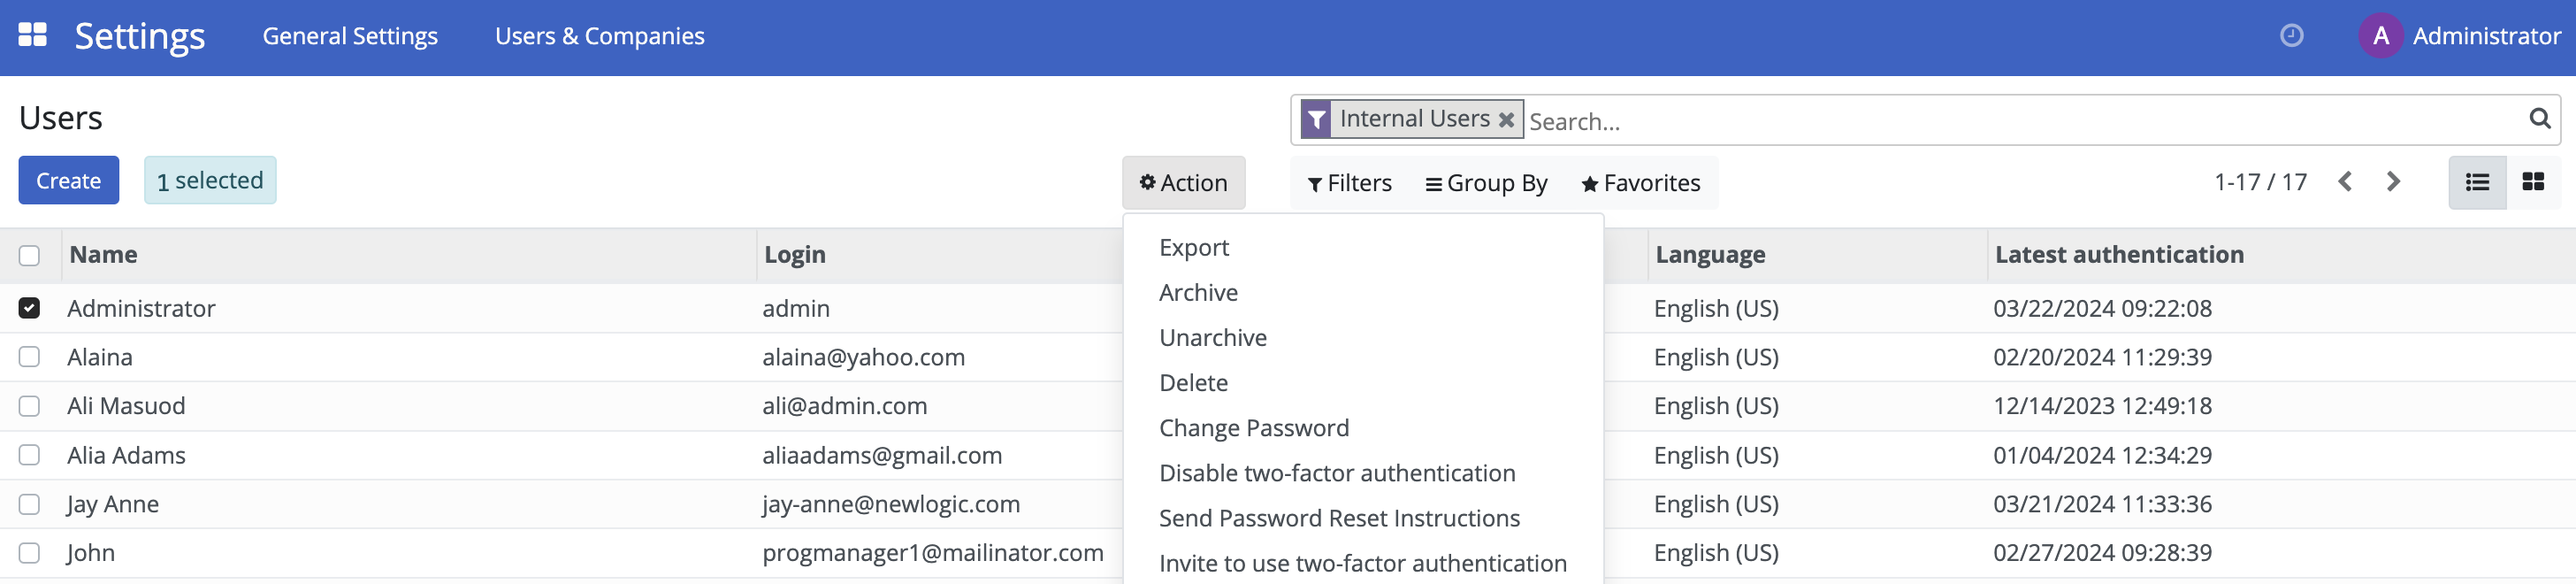 Settings General Settings Users & Companies A Administrator
Users Internal Users Search...
Create 1 selected Action Filters Group By Favorites 1-17 / 17
Name Login Language Latest authentication
Export
Archive
Unarchive
Delete
Change Password
Disable two-factor authentication
Send Password Reset Instructions
Invite to use two-factor authentication
Administrator admin English (US) 03/22/2024 09:22:08
Alaina alaina@yahoo.com English (US) 02/20/2024 11:29:39
Ali Masuod ali@admin.com English (US) 12/14/2023 12:49:18
Alia Adams aliaadams@gmail.com English (US) 01/04/2024 12:34:29
Jay Anne jay-anne@newlogic.com English (US) 03/21/2024 11:33:36
John progmanager1@mailinator.com English (US) 02/27/2024 09:28:39